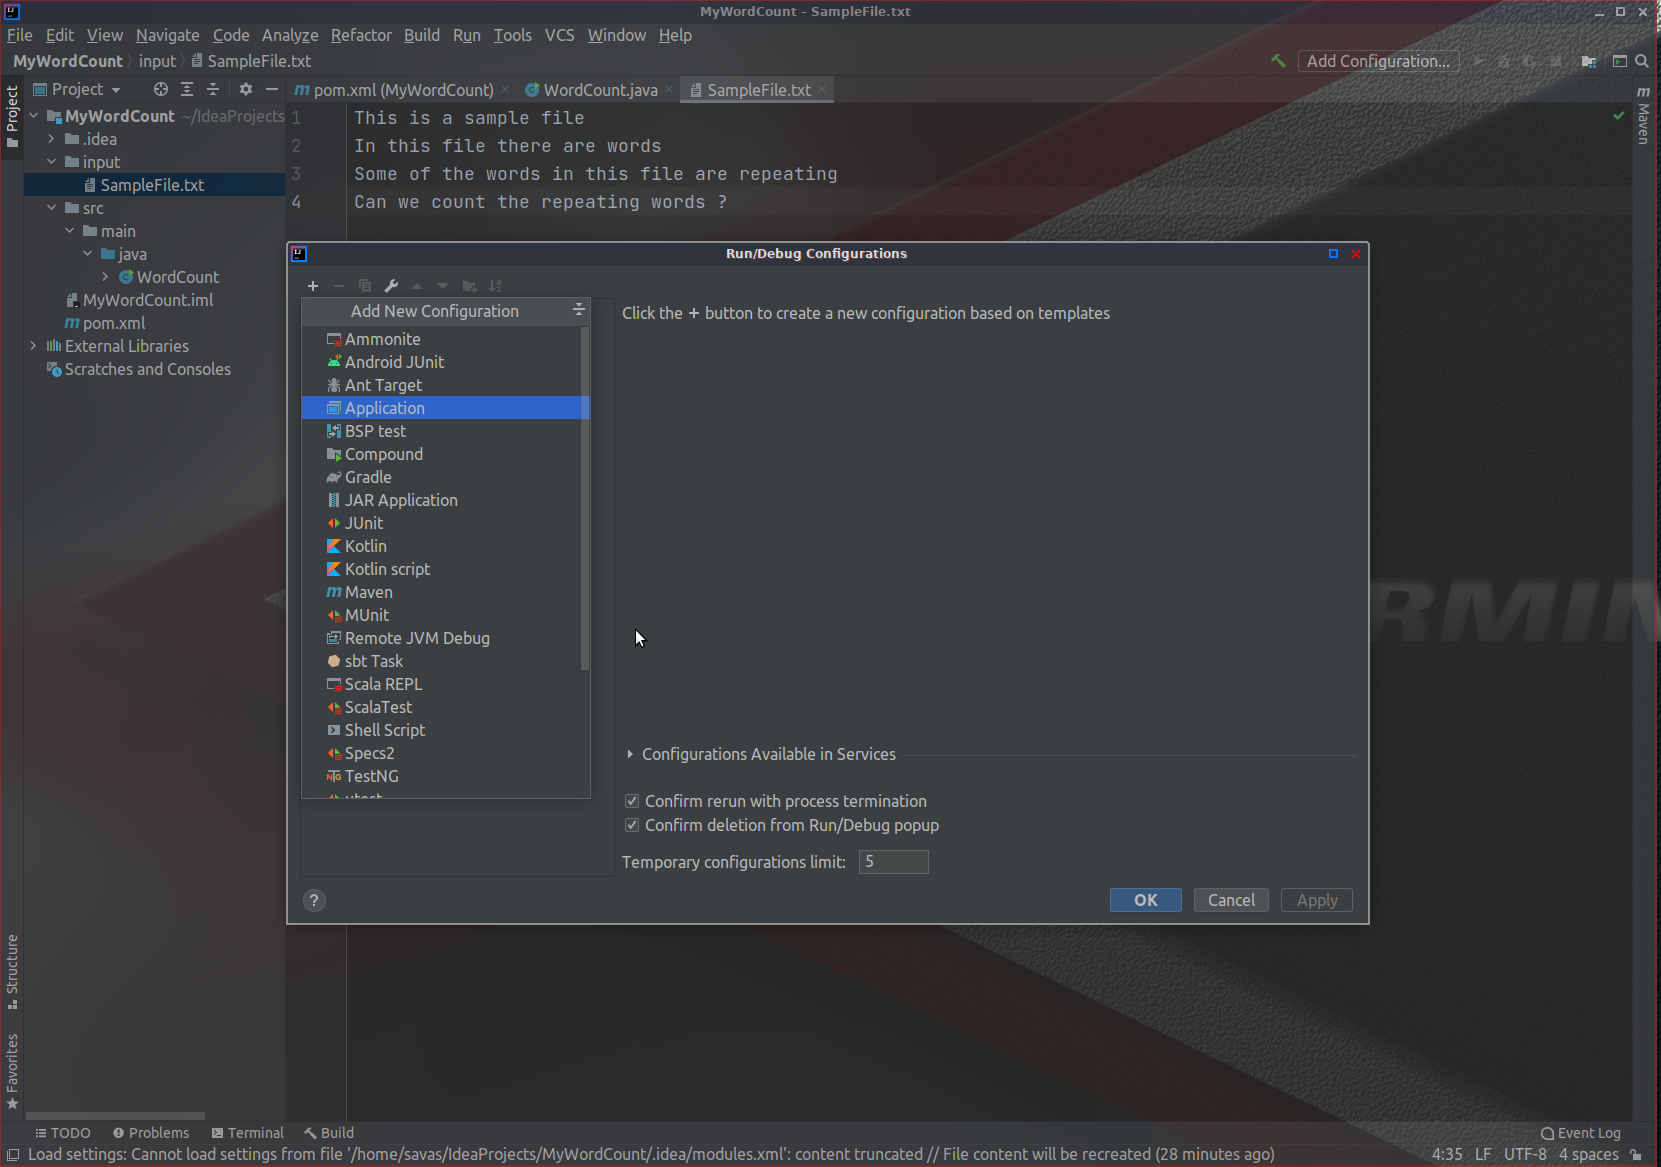 MyWordCount – SampleFile.txt
File Edit View Navigate Code Analyze Refactor Build Run Tools VCS Window Help
MyWordCount input SampleFile.txt
Add Configuration...
Project
Project
pom.xml (MyWordCount)
WordCount.java
SampleFile.txt
Maven
MyWordCount ~/IdeaProjects
.idea
input
SampleFile.txt
src
main
java
WordCount
MyWordCount.iml
pom.xml
External Libraries
Scratches and Consoles
1 This is a sample file
2 In this file there are words
3 Some of the words in this file are repeating
4 Can we count the repeating words ?
Run/Debug Configurations
Add New Configuration
Ammonite
Android JUnit
Ant Target
Application
BSP test
Compound
Gradle
JAR Application
JUnit
Kotlin
Kotlin script
Maven
MUnit
Remote JVM Debug
sbt Task
Scala REPL
ScalaTest
Shell Script
Specs2
TestNG
Click the + button to create a new configuration based on templates
Configurations Available in Services
Confirm rerun with process termination
Confirm deletion from Run/Debug popup
Temporary configurations limit: 5
? OK Cancel Apply
RMIN
Structure
Favorites
TODO Problems Terminal Build Event Log
Load settings: Cannot load settings from file '/home/savas/IdeaProjects/MyWordCount/.idea/modules.xml': content truncated // File content will be recreated (28 minutes ago) 4:35 LF UTF-8 4 spaces